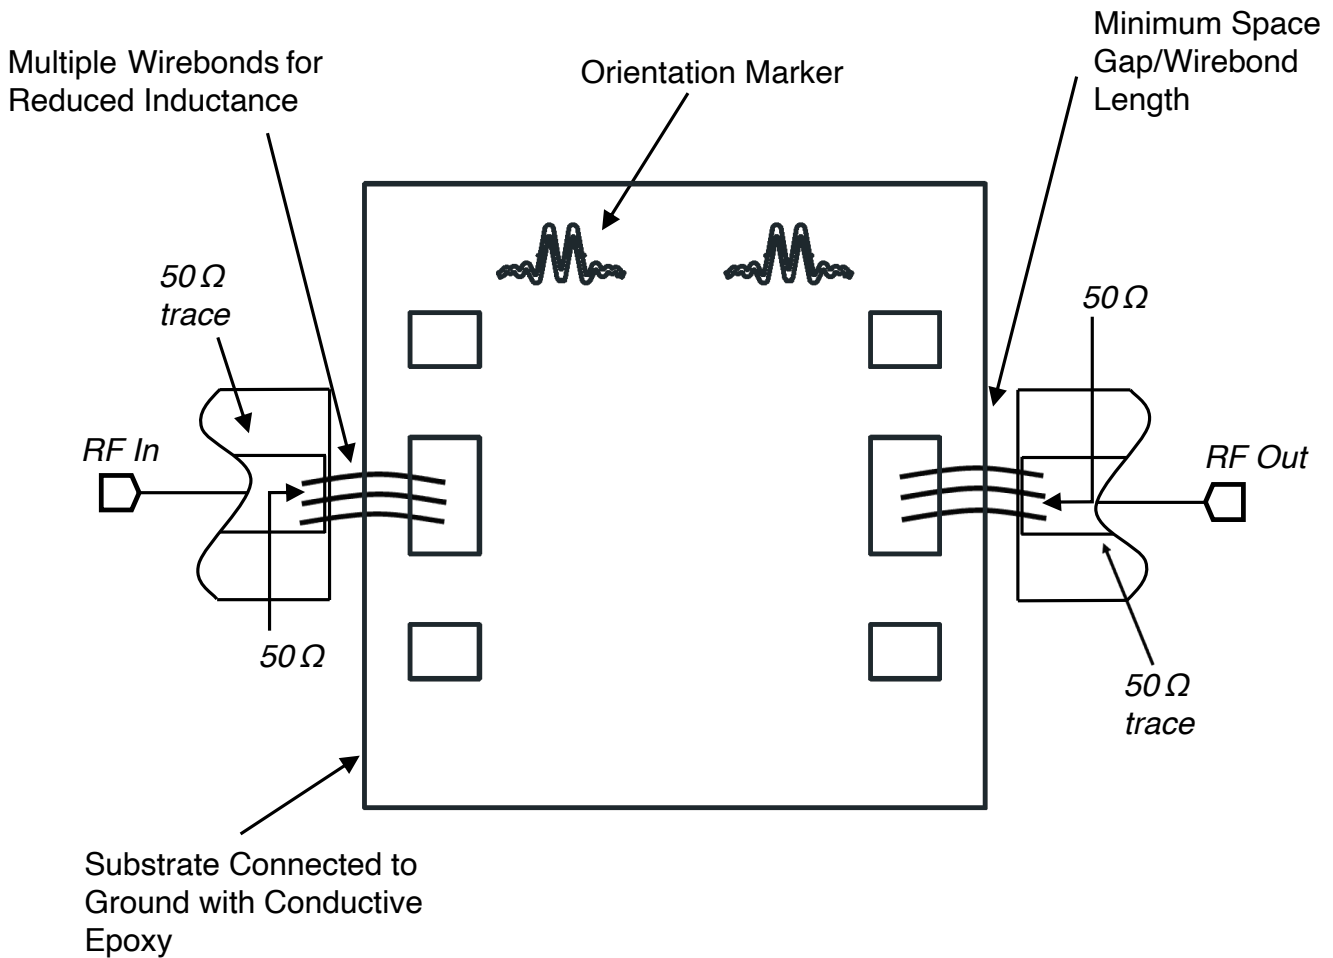 Minimum Space
Gap/Wirebond
Length
Multiple Wirebonds for
Reduced Inductance
Orientation Marker
50 Ω
trace
50 Ω
RF In
RF Out
50 Ω
50 Ω
trace
Substrate Connected to
Ground with Conductive
Epoxy